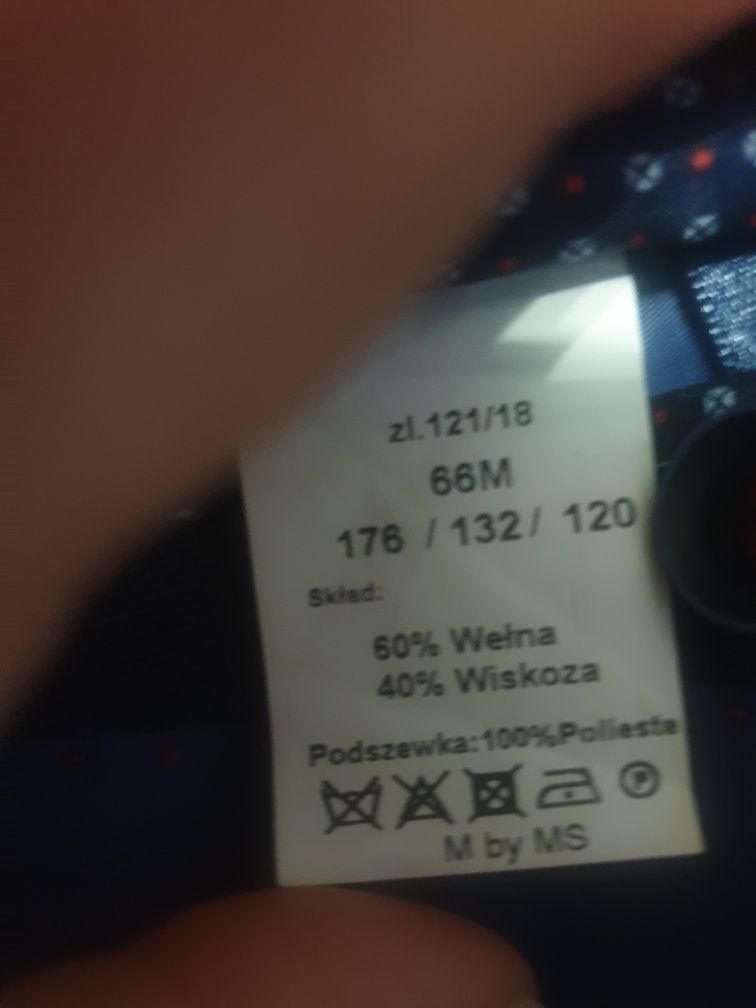 zl.121/18
66M
176 / 132/ 120
Skład:
60% Wełna
40% Wiskoza
Podszewka:100%Polieste
P
M by MS